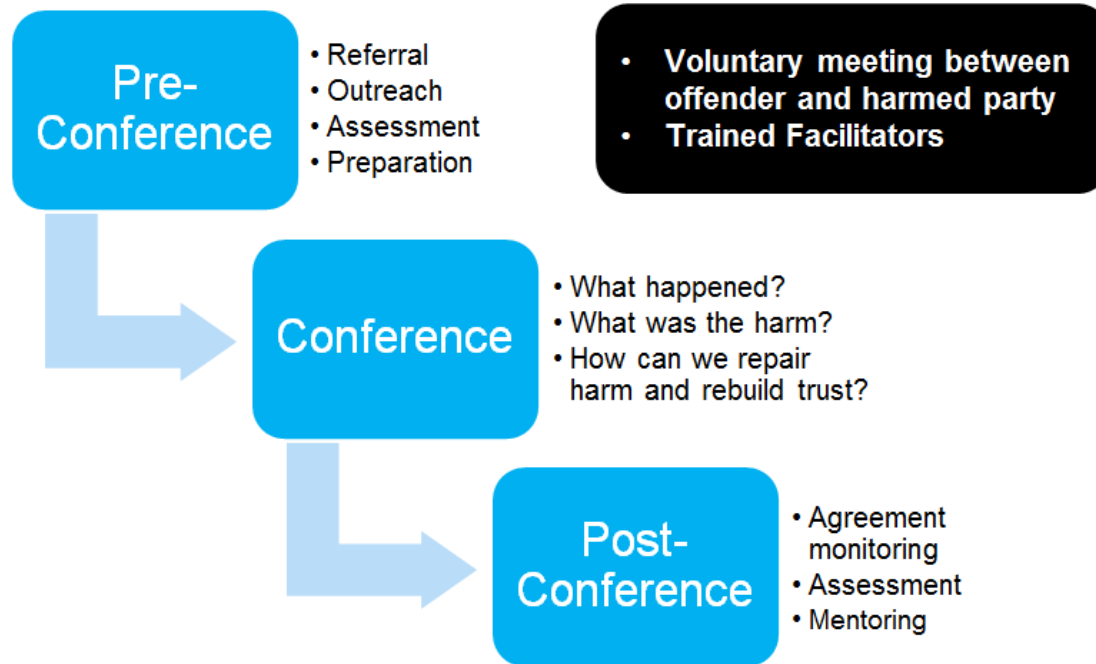 Pre-
Conference
• Referral
• Outreach
• Assessment
• Preparation
• Voluntary meeting between
offender and harmed party
• Trained Facilitators
Conference
• What happened?
• What was the harm?
• How can we repair
harm and rebuild trust?
Post-
Conference
• Agreement
monitoring
• Assessment
• Mentoring